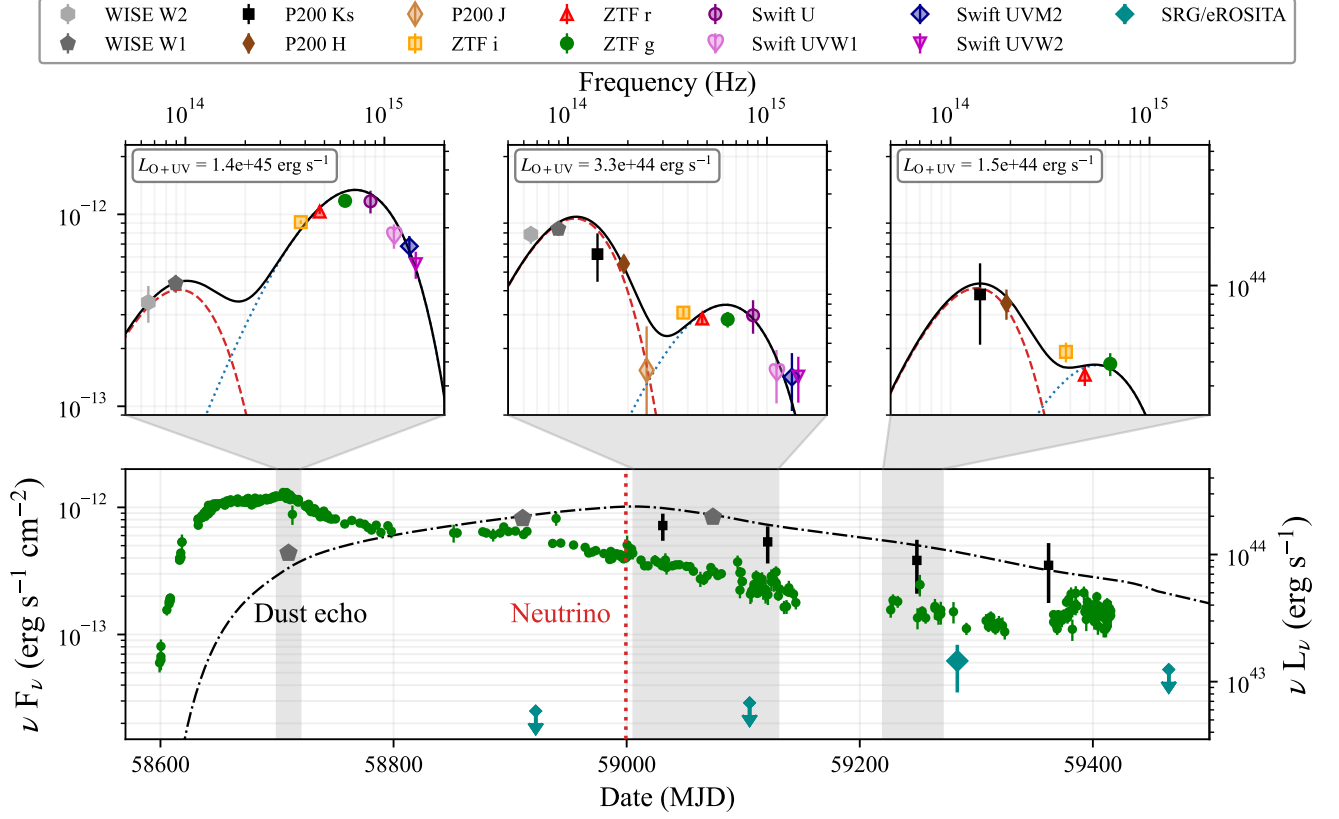 WISE W2 P200 Ks P200 J ZTF r Swift U Swift UVM2 SRG/eROSITA
WISE W1 P200 H ZTF i ZTF g Swift UVW1 Swift UVW2
Frequency (Hz)
10^14 10^15 10^14 10^15 10^14 10^15
L_O+UV = 1.4e+45 erg s^−1 L_O+UV = 3.3e+44 erg s^−1 L_O+UV = 1.5e+44 erg s^−1
10^−12
10^44
10^−13
10^−12
10^44
Dust echo Neutrino
10^−13
10^43
ν F_ν (erg s^−1 cm^−2)
ν L_ν (erg s^−1)
58600 58800 59000 59200 59400
Date (MJD)